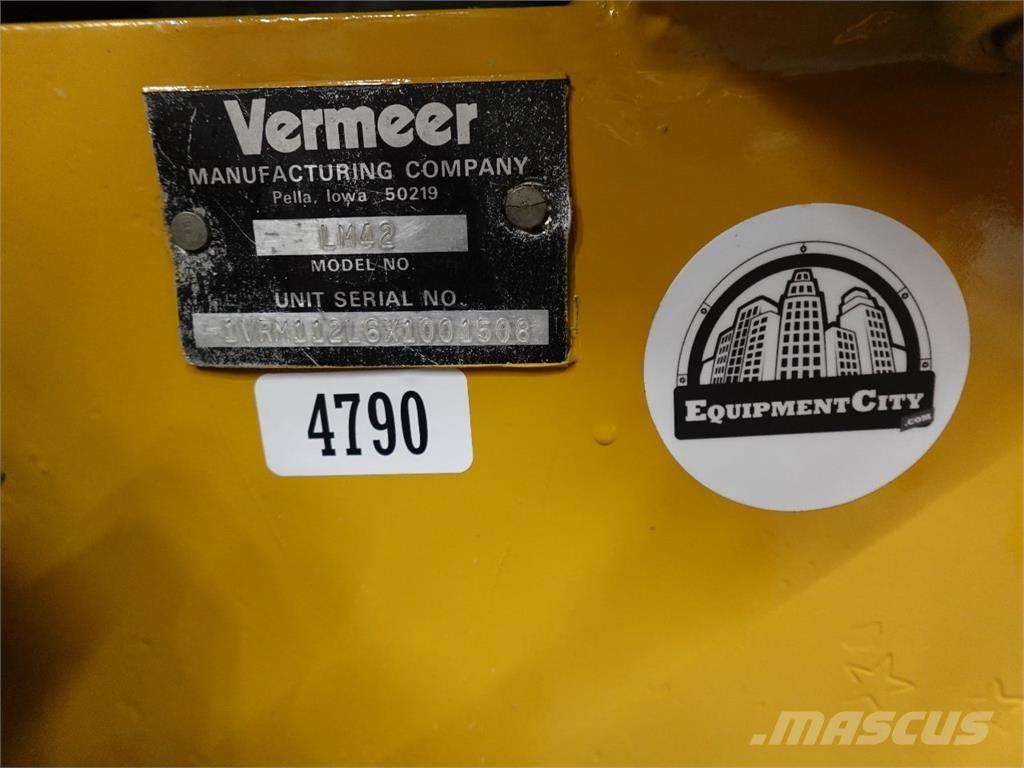 Vermeer
MANUFACTURING COMPANY
Pella, Iowa 50219
LM42
MODEL NO.
UNIT SERIAL NO.
1VRM112L6X1001508
4790
EQUIPMENTCITY
.COM
MASCUS